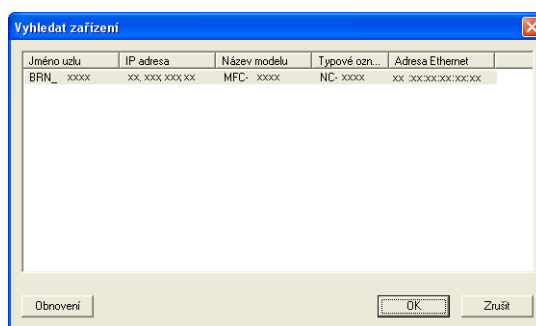 Vyhledat zařízení
Jméno uzlu IP adresa Název modelu Typové ozn... Adresa Ethernet
BRN_ xxxx xx, xxx, xxx, xx MFC- xxxx NC- xxxx xx :xx:xx:xx:xx:xx
Obnovení OK Zrušit